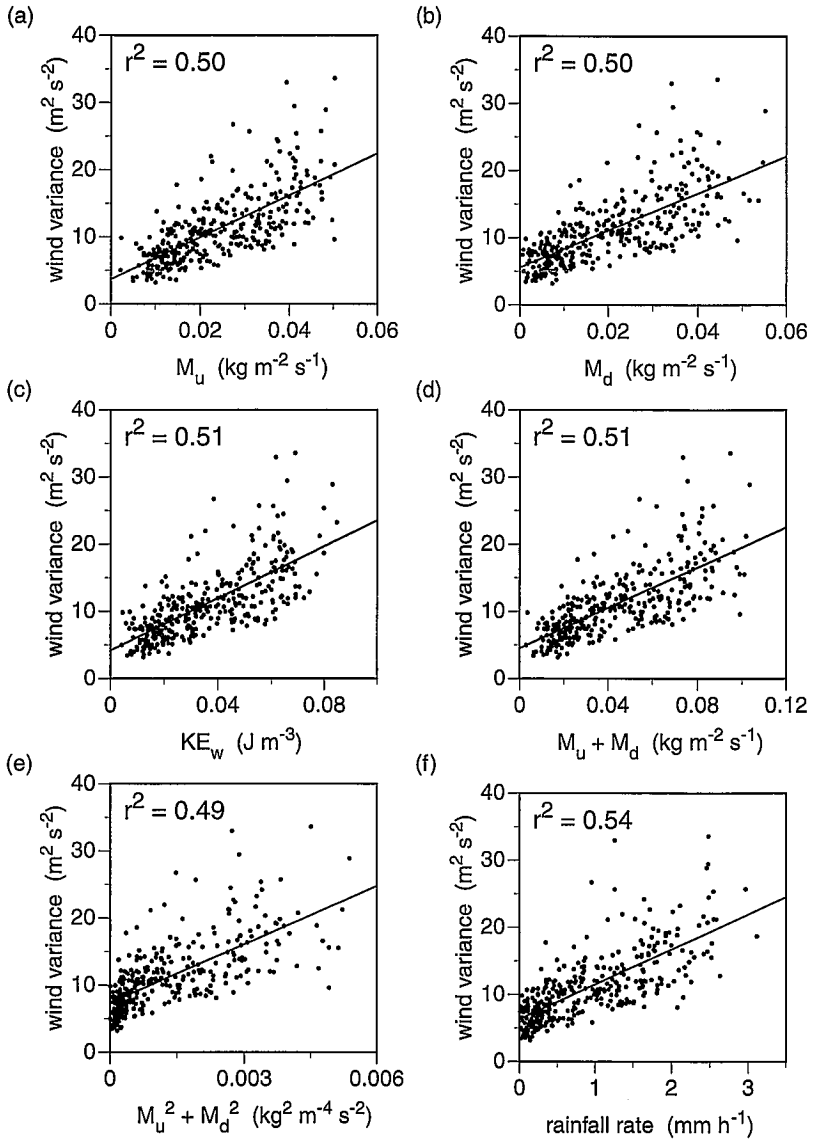 (a)
r² = 0.50
wind variance (m² s⁻²)
40
30
20
10
0
0 0.02 0.04 0.06
Mᵤ (kg m⁻² s⁻¹)
(b)
r² = 0.50
wind variance (m² s⁻²)
40
30
20
10
0
0 0.02 0.04 0.06
M_d (kg m⁻² s⁻¹)
(c)
r² = 0.51
wind variance (m² s⁻²)
40
30
20
10
0
0 0.04 0.08
KE_w (J m⁻³)
(d)
r² = 0.51
wind variance (m² s⁻²)
40
30
20
10
0
0 0.04 0.08 0.12
Mᵤ + M_d (kg m⁻² s⁻¹)
(e)
r² = 0.49
wind variance (m² s⁻²)
40
30
20
10
0
0 0.003 0.006
Mᵤ² + M_d² (kg² m⁻⁴ s⁻²)
(f)
r² = 0.54
wind variance (m² s⁻²)
40
30
20
10
0
0 1 2 3
rainfall rate (mm h⁻¹)